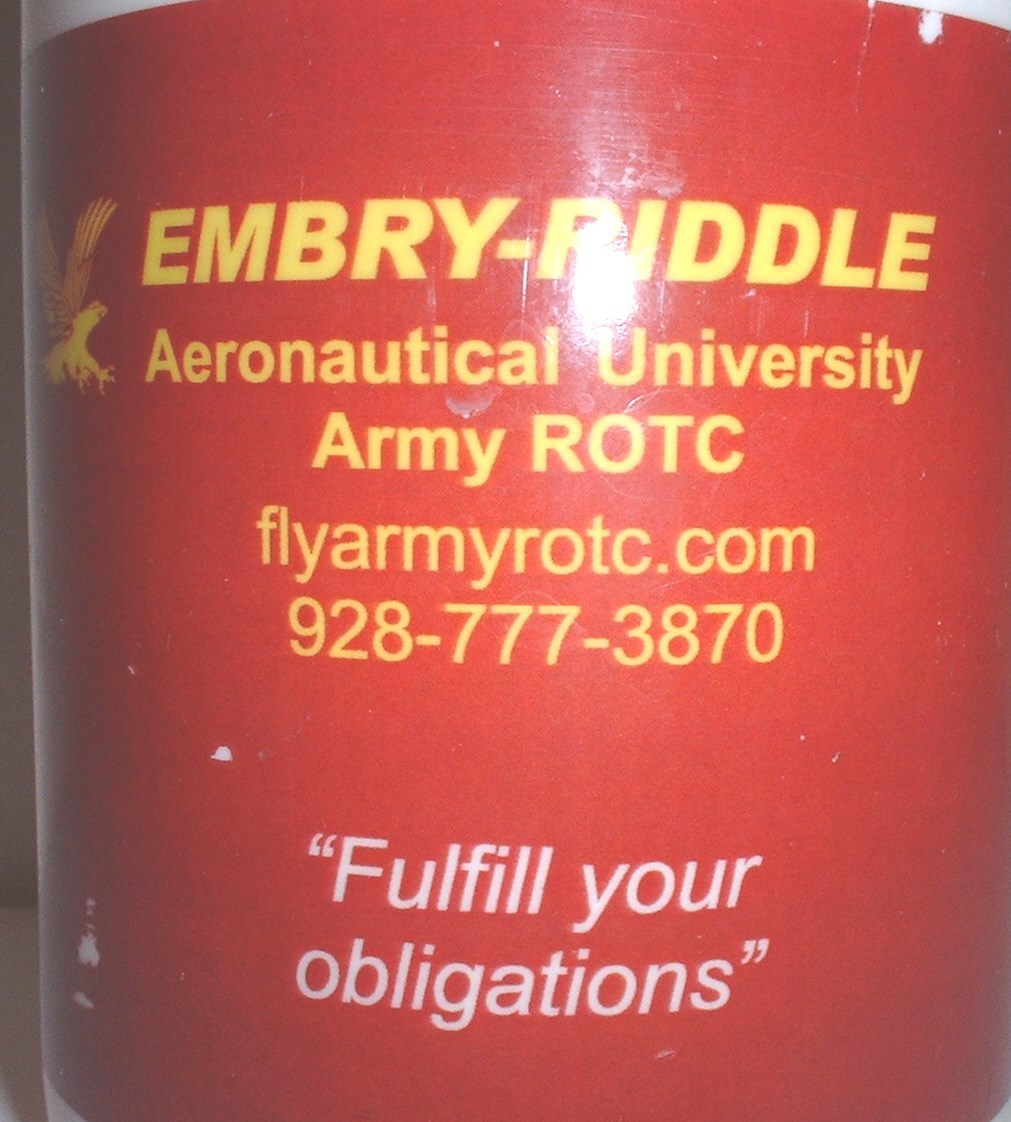 EMBRY-RIDDLE
Aeronautical University
Army ROTC
flyarmyrotc.com
928-777-3870
“Fulfill your
obligations”